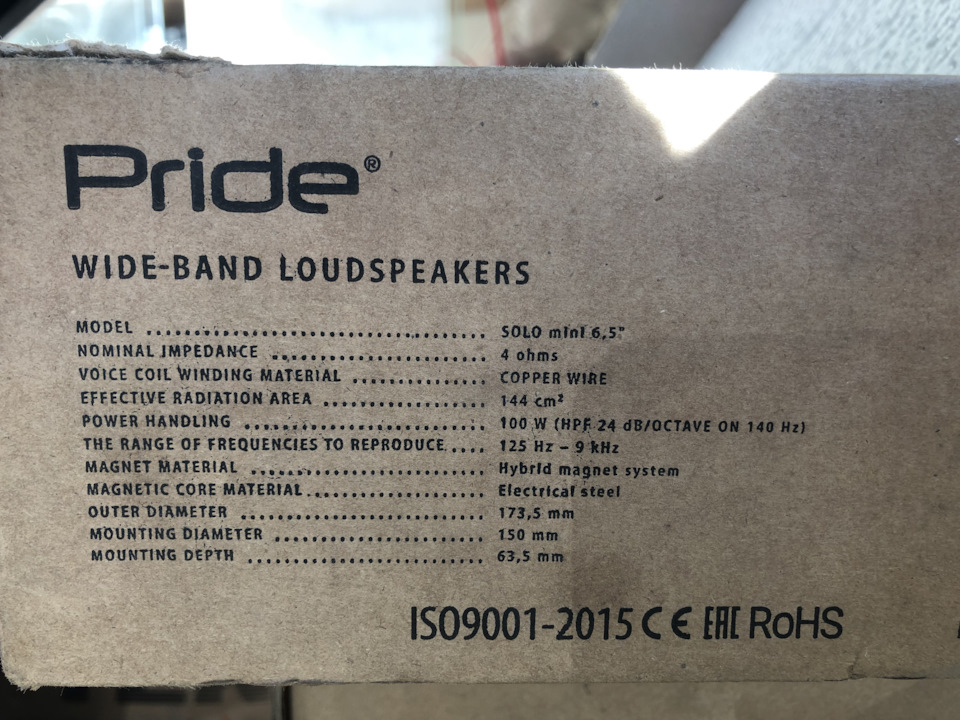 Pride®
WIDE-BAND LOUDSPEAKERS
MODEL ........................................ SOLO mini 6,5"
NOMINAL IMPEDANCE .......................... 4 ohms
VOICE COIL WINDING MATERIAL ................ COPPER WIRE
EFFECTIVE RADIATION AREA .................... 144 cm²
POWER HANDLING ............................. 100 W (HPF 24 dB/OCTAVE ON 140 Hz)
THE RANGE OF FREQUENCIES TO REPRODUCE..... 125 Hz – 9 kHz
MAGNET MATERIAL ............................ Hybrid magnet system
MAGNETIC CORE MATERIAL..................... Electrical steel
OUTER DIAMETER ............................. 173,5 mm
MOUNTING DIAMETER ......................... 150 mm
MOUNTING DEPTH ............................ 63,5 mm
ISO9001-2015 CE EAC RoHS